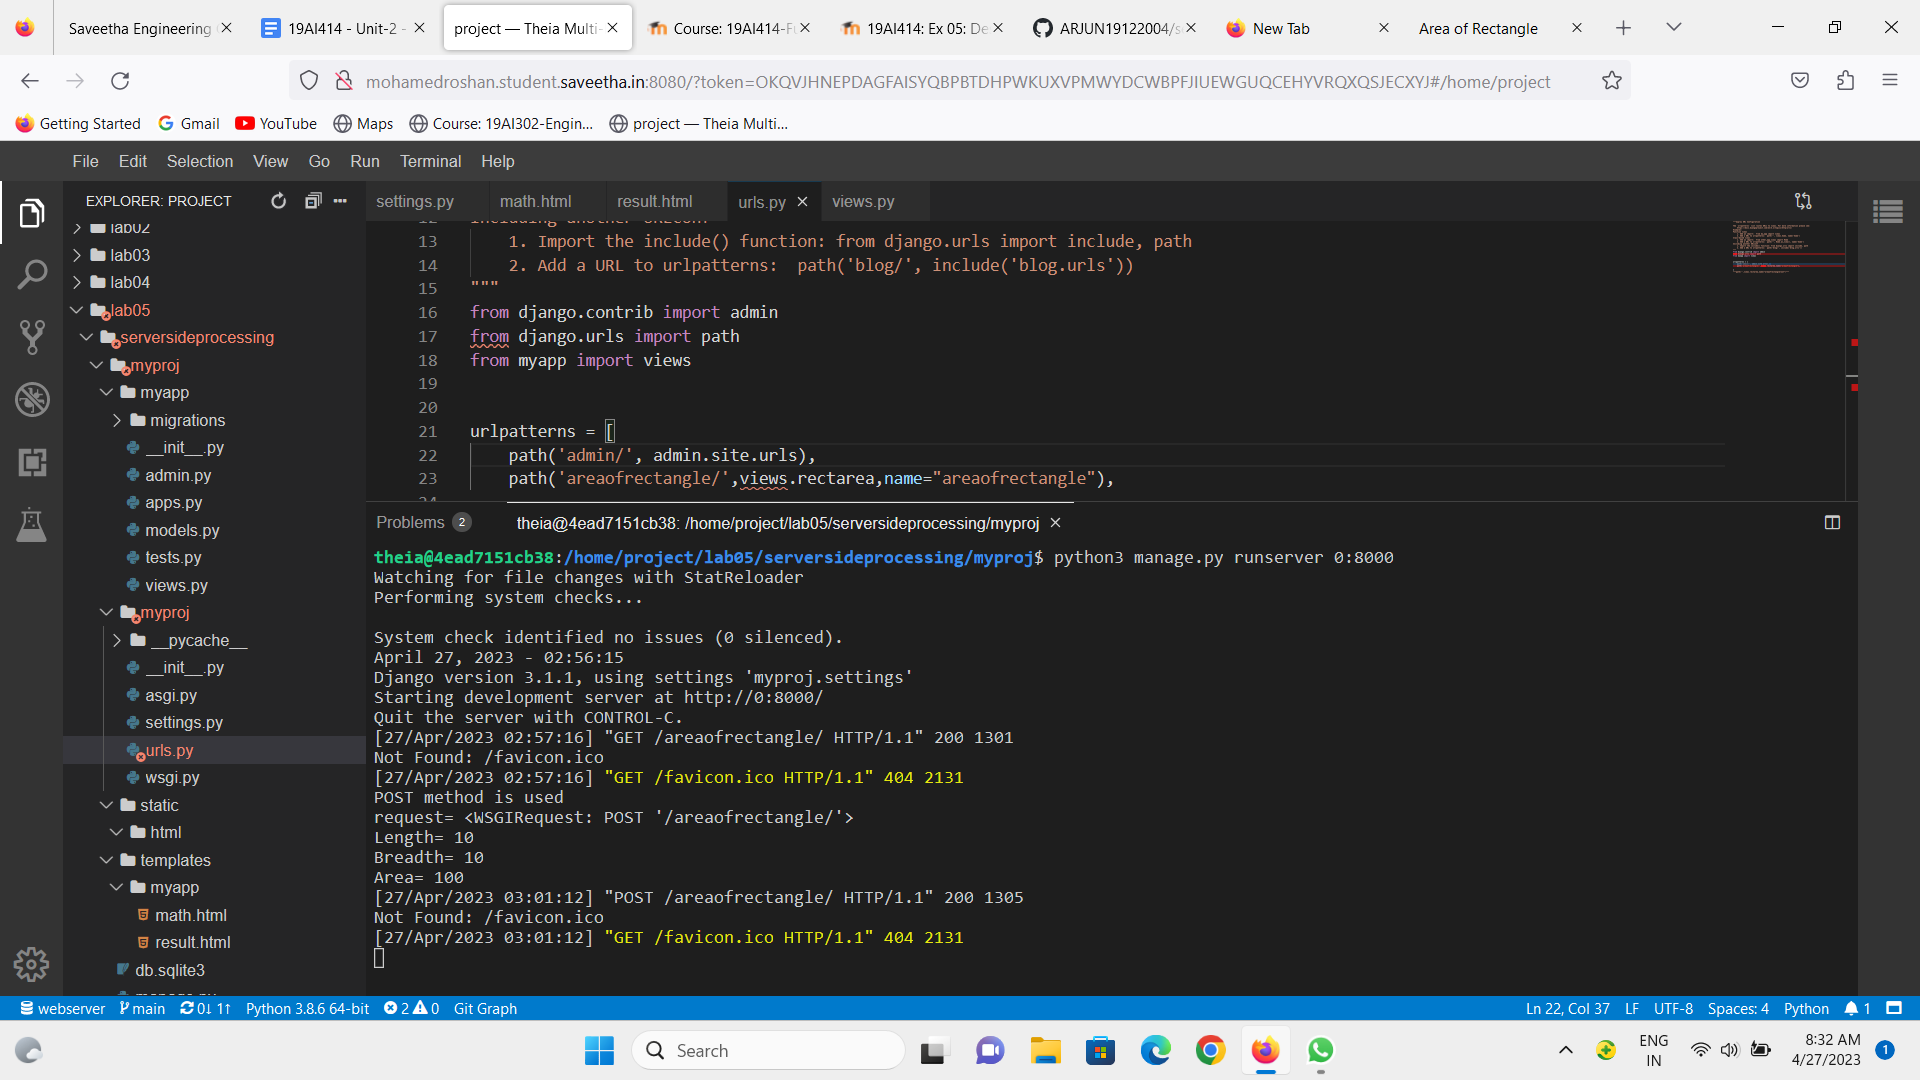 Saveetha Engineering
19AI414 - Unit-2 -
project — Theia Multi-
Course: 19AI414-F
19AI414: Ex 05: De
ARJUN19122004/s
New Tab
Area of Rectangle
mohamedroshan.student.saveetha.in:8080/?token=OKQVJHNEPDAGFAISYQBPBTDHPWKUXVPMWYDCWBPFJIUEWGUQCEHYVRQXQSJECXYJ#/home/project
Getting Started
Gmail
YouTube
Maps
Course: 19AI302-Engin...
project — Theia Multi...
File Edit Selection View Go Run Terminal Help
EXPLORER: PROJECT
settings.py
math.html
result.html
urls.py
views.py
lab02
lab03
lab04
lab05
serversideprocessing
myproj
myapp
migrations
__init__.py
admin.py
apps.py
models.py
tests.py
views.py
myproj
__pycache__
__init__.py
asgi.py
settings.py
urls.py
wsgi.py
static
html
templates
myapp
math.html
result.html
db.sqlite3
manage.py
12 Including another URLconf
13 1. Import the include() function: from django.urls import include, path
14 2. Add a URL to urlpatterns:  path('blog/', include('blog.urls'))
15 """
16 from django.contrib import admin
17 from django.urls import path
18 from myapp import views
19
20
21 urlpatterns = [
22 path('admin/', admin.site.urls),
23 path('areaofrectangle/',views.rectarea,name="areaofrectangle"),
24
Problems 2
theia@4ead7151cb38: /home/project/lab05/serversideprocessing/myproj
theia@4ead7151cb38:/home/project/lab05/serversideprocessing/myproj$ python3 manage.py runserver 0:8000
Watching for file changes with StatReloader
Performing system checks...
System check identified no issues (0 silenced).
April 27, 2023 - 02:56:15
Django version 3.1.1, using settings 'myproj.settings'
Starting development server at http://0:8000/
Quit the server with CONTROL-C.
[27/Apr/2023 02:57:16] "GET /areaofrectangle/ HTTP/1.1" 200 1301
Not Found: /favicon.ico
[27/Apr/2023 02:57:16] "GET /favicon.ico HTTP/1.1" 404 2131
POST method is used
request= <WSGIRequest: POST '/areaofrectangle/'>
Length= 10
Breadth= 10
Area= 100
[27/Apr/2023 03:01:12] "POST /areaofrectangle/ HTTP/1.1" 200 1305
Not Found: /favicon.ico
[27/Apr/2023 03:01:12] "GET /favicon.ico HTTP/1.1" 404 2131
webserver main 0↓ 1↑ Python 3.8.6 64-bit 2 0 Git Graph
Ln 22, Col 37 LF UTF-8 Spaces: 4 Python 1
Search
ENG
IN
8:32 AM
4/27/2023
1